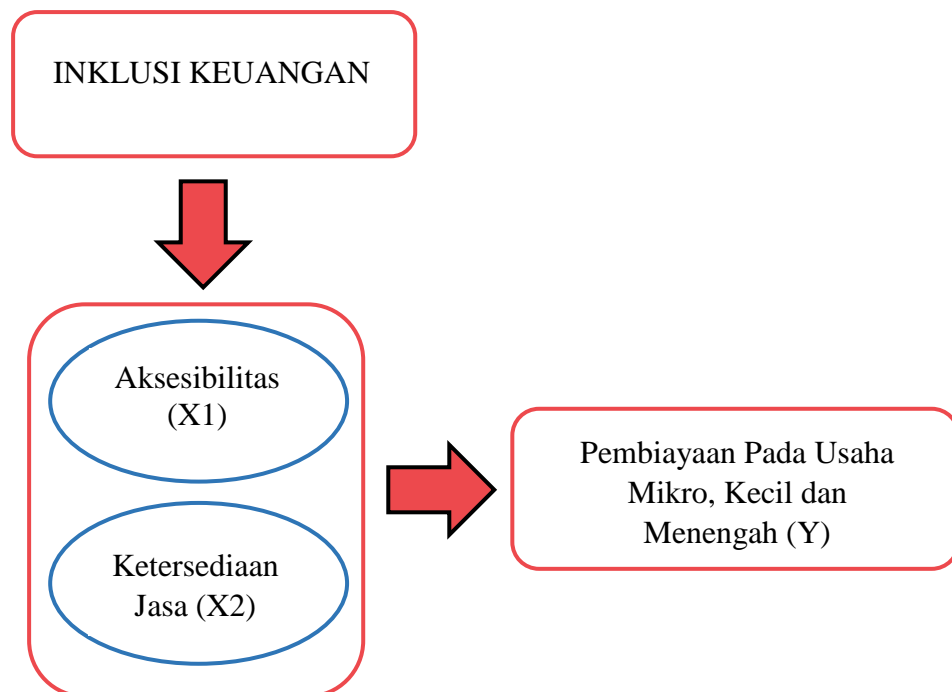 INKLUSI KEUANGAN
Aksesibilitas
(X1)
Ketersediaan
Jasa (X2)
Pembiayaan Pada Usaha
Mikro, Kecil dan
Menengah (Y)